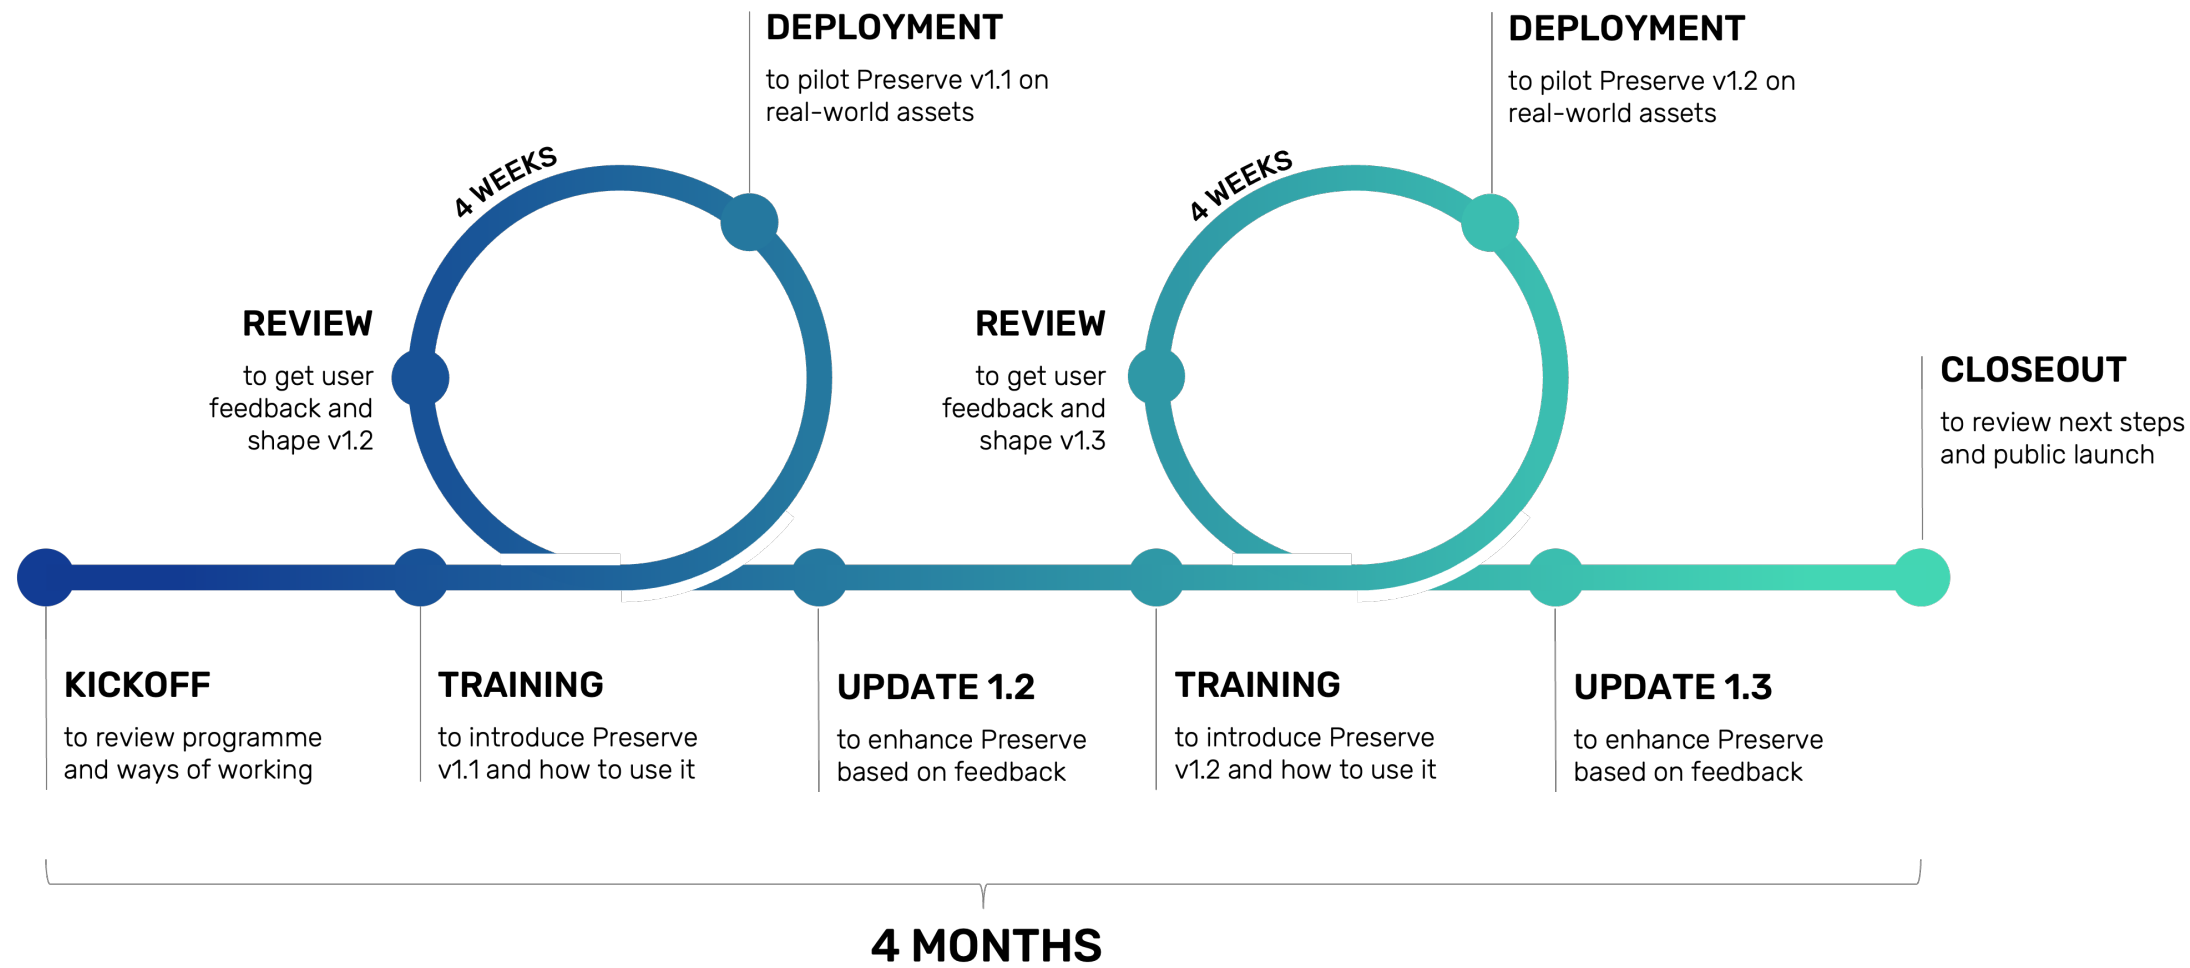 DEPLOYMENT
to pilot Preserve v1.1 on
real-world assets
DEPLOYMENT
to pilot Preserve v1.2 on
real-world assets
4 WEEKS
4 WEEKS
REVIEW
to get user
feedback and
shape v1.2
REVIEW
to get user
feedback and
shape v1.3
CLOSEOUT
to review next steps
and public launch
KICKOFF
to review programme
and ways of working
TRAINING
to introduce Preserve
v1.1 and how to use it
UPDATE 1.2
to enhance Preserve
based on feedback
TRAINING
to introduce Preserve
v1.2 and how to use it
UPDATE 1.3
to enhance Preserve
based on feedback
4 MONTHS